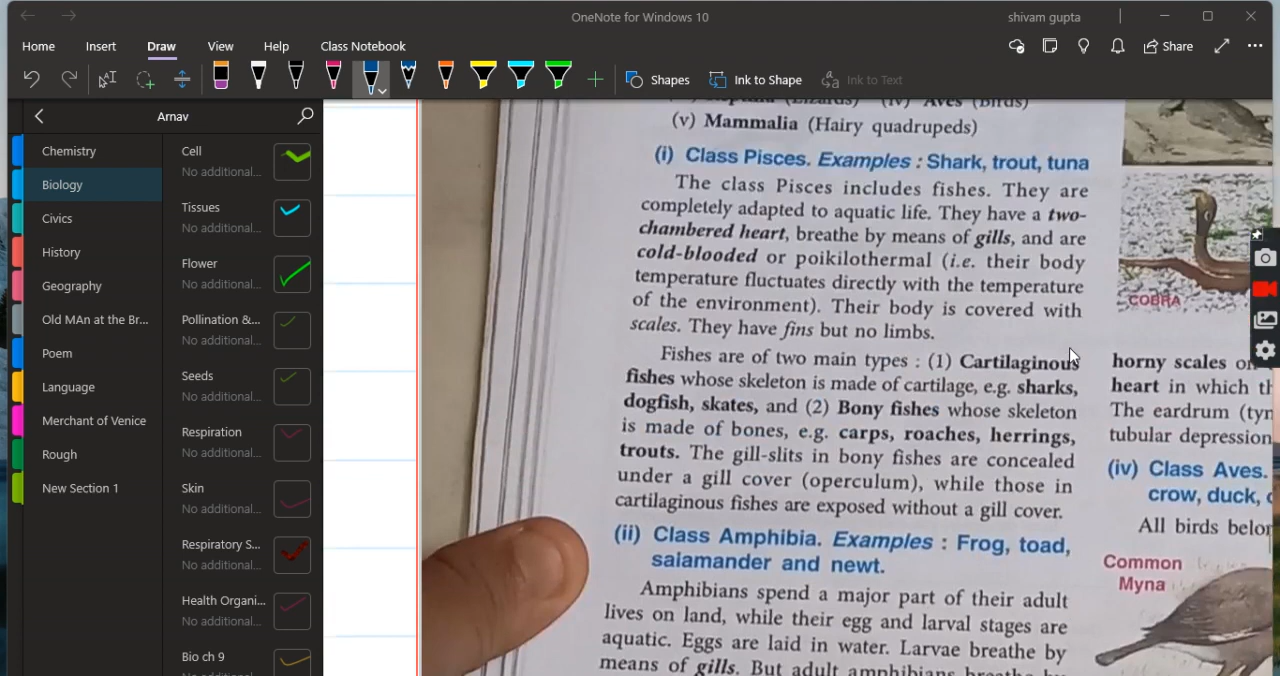 OneNote for Windows 10
shivam gupta
Home
Insert
Draw
View
Help
Class Notebook
Share
Shapes
Ink to Shape
Ink to Text
Arnav
Chemistry
Biology
Civics
History
Geography
Old MAn at the Br...
Poem
Language
Merchant of Venice
Rough
New Section 1
Cell
No additional...
Tissues
No additional...
Flower
No additional...
Pollination &...
No additional...
Seeds
No additional...
Respiration
No additional...
Skin
No additional...
Respiratory S...
No additional...
Health Organi...
No additional...
Bio ch 9
No additional...
(Lizards) (iv) Aves (Birds)
(v) Mammalia (Hairy quadrupeds)
(i) Class Pisces. Examples : Shark, trout, tuna
The class Pisces includes fishes. They are
completely adapted to aquatic life. They have a two-
chambered heart, breathe by means of gills, and are
cold-blooded or poikilothermal (i.e. their body
temperature fluctuates directly with the temperature
of the environment). Their body is covered with
scales. They have fins but no limbs.
Fishes are of two main types : (1) Cartilaginous
fishes whose skeleton is made of cartilage, e.g. sharks,
dogfish, skates, and (2) Bony fishes whose skeleton
is made of bones, e.g. carps, roaches, herrings,
trouts. The gill-slits in bony fishes are concealed
under a gill cover (operculum), while those in
cartilaginous fishes are exposed without a gill cover.
(ii) Class Amphibia. Examples : Frog, toad,
salamander and newt.
Amphibians spend a major part of their adult
lives on land, while their egg and larval stages are
aquatic. Eggs are laid in water. Larvae breathe by
means of gills. But adult amphibians breathe by
COBRA
horny scales on
heart in which th
The eardrum (tyn
tubular depression
(iv) Class Aves.
crow, duck,
All birds belon
Common
Myna